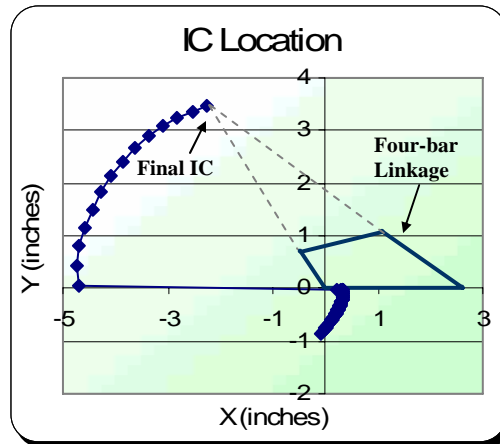 IC Location
4
3
2
1
0
-1
-2
-5
-3
-1
1
3
Final IC
Four-bar
Linkage
Y (inches)
X (inches)